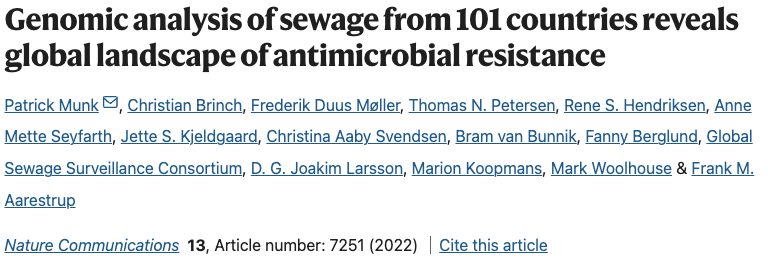 Genomic analysis of sewage from 101 countries reveals
global landscape of antimicrobial resistance
Patrick Munk, Christian Brinch, Frederik Duus Møller, Thomas N. Petersen, Rene S. Hendriksen, Anne
Mette Seyfarth, Jette S. Kjeldgaard, Christina Aaby Svendsen, Bram van Bunnik, Fanny Berglund, Global
Sewage Surveillance Consortium, D. G. Joakim Larsson, Marion Koopmans, Mark Woolhouse & Frank M.
Aarestrup
Nature Communications 13, Article number: 7251 (2022) | Cite this article